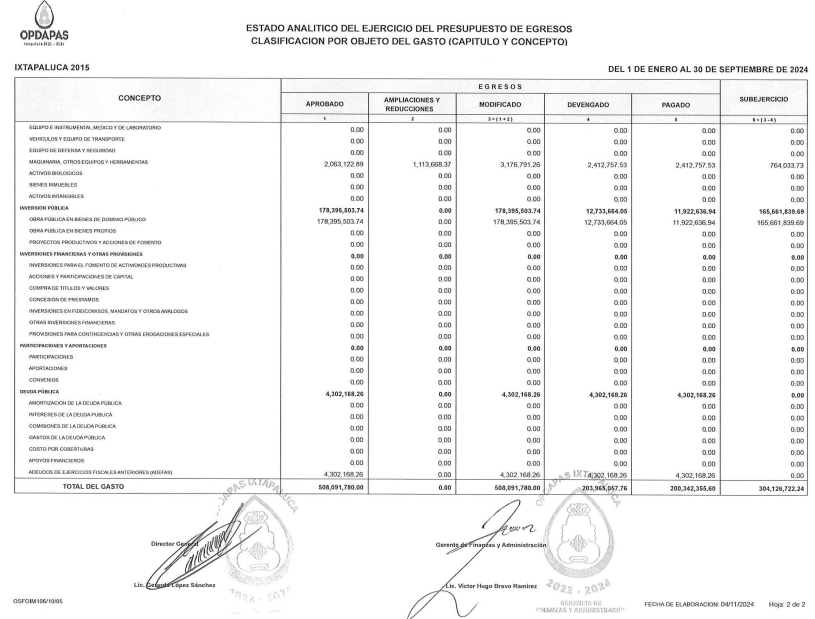 OPDAPAS
Ixtapaluca 2022 - 2024
ESTADO ANALITICO DEL EJERCICIO DEL PRESUPUESTO DE EGRESOS
CLASIFICACION POR OBJETO DEL GASTO (CAPITULO Y CONCEPTO)
IXTAPALUCA 2015 DEL 1 DE ENERO AL 30 DE SEPTIEMBRE DE 2024
CONCEPTO E G R E S O S SUBEJERCICIO
APROBADO AMPLIACIONES Y REDUCCIONES MODIFICADO DEVENGADO PAGADO
1 2 3 = ( 1 + 2 ) 4 5 6 = ( 3 - 4 )
EQUIPO E INSTRUMENTAL MEDICO Y DE LABORATORIO 0.00 0.00 0.00 0.00 0.00 0.00
VEHICULOS Y EQUIPO DE TRANSPORTE 0.00 0.00 0.00 0.00 0.00 0.00
EQUIPO DE DEFENSA Y SEGURIDAD 0.00 0.00 0.00 0.00 0.00 0.00
MAQUINARIA, OTROS EQUIPOS Y HERRAMIENTAS 2,063,122.89 1,113,668.37 3,176,791.26 2,412,757.53 2,412,757.53 764,033.73
ACTIVOS BIOLOGICOS 0.00 0.00 0.00 0.00 0.00 0.00
BIENES INMUEBLES 0.00 0.00 0.00 0.00 0.00 0.00
ACTIVOS INTANGIBLES 0.00 0.00 0.00 0.00 0.00 0.00
INVERSION PÚBLICA 178,395,503.74 0.00 178,395,503.74 12,733,664.05 11,922,636.94 165,661,839.69
OBRA PÚBLICA EN BIENES DE DOMINIO PÚBLICO 178,395,503.74 0.00 178,395,503.74 12,733,664.05 11,922,636.94 165,661,839.69
OBRA PUBLICA EN BIENES PROPIOS 0.00 0.00 0.00 0.00 0.00 0.00
PROYECTOS PRODUCTIVOS Y ACCIONES DE FOMENTO 0.00 0.00 0.00 0.00 0.00 0.00
INVERSIONES FINANCIERAS Y OTRAS PROVISIONES 0.00 0.00 0.00 0.00 0.00 0.00
INVERSIONES PARA EL FOMENTO DE ACTIVIDADES PRODUCTIVAS 0.00 0.00 0.00 0.00 0.00 0.00
ACCIONES Y PARTICIPACIONES DE CAPITAL 0.00 0.00 0.00 0.00 0.00 0.00
COMPRA DE TITULOS Y VALORES 0.00 0.00 0.00 0.00 0.00 0.00
CONCESIÓN DE PRÉSTAMOS 0.00 0.00 0.00 0.00 0.00 0.00
INVERSIONES EN FIDEICOMISOS, MANDATOS Y OTROS ANÁLOGOS 0.00 0.00 0.00 0.00 0.00 0.00
OTRAS INVERSIONES FINANCIERAS 0.00 0.00 0.00 0.00 0.00 0.00
PROVISIONES PARA CONTINGENCIAS Y OTRAS EROGACIONES ESPECIALES 0.00 0.00 0.00 0.00 0.00 0.00
PARTICIPACIONES Y APORTACIONES 0.00 0.00 0.00 0.00 0.00 0.00
PARTICIPACIONES 0.00 0.00 0.00 0.00 0.00 0.00
APORTACIONES 0.00 0.00 0.00 0.00 0.00 0.00
CONVENIOS 0.00 0.00 0.00 0.00 0.00 0.00
DEUDA PÚBLICA 4,302,168.26 0.00 4,302,168.26 4,302,168.26 4,302,168.26 0.00
AMORTIZACION DE LA DEUDA PÚBLICA 0.00 0.00 0.00 0.00 0.00 0.00
INTERESES DE LA DEUDA PUBLICA 0.00 0.00 0.00 0.00 0.00 0.00
COMISIONES DE LA DEUDA PÚBLICA 0.00 0.00 0.00 0.00 0.00 0.00
GASTOS DE LA DEUDA PÚBLICA 0.00 0.00 0.00 0.00 0.00 0.00
COSTO POR COBERTURAS 0.00 0.00 0.00 0.00 0.00 0.00
APOYOS FINANCIEROS 0.00 0.00 0.00 0.00 0.00 0.00
ADEUDOS DE EJERCICIOS FISCALES ANTERIORES (ADEFAS) 4,302,168.26 0.00 4,302,168.26 4,302,168.26 4,302,168.26 0.00
TOTAL DEL GASTO 508,091,780.00 0.00 508,091,780.00 203,965,057.76 200,342,355.60 304,126,722.24
Director General Gerente de Finanzas y Administración
Lic. Gerardo López Sánchez Lic. Víctor Hugo Bravo Ramírez
2022 - 2024
GERENCIA DE
FINANZAS Y ADMINISTRACIÓN
OSFOIM106/10/05 FECHA DE ELABORACION: 04/11/2024 Hoja: 2 de 2